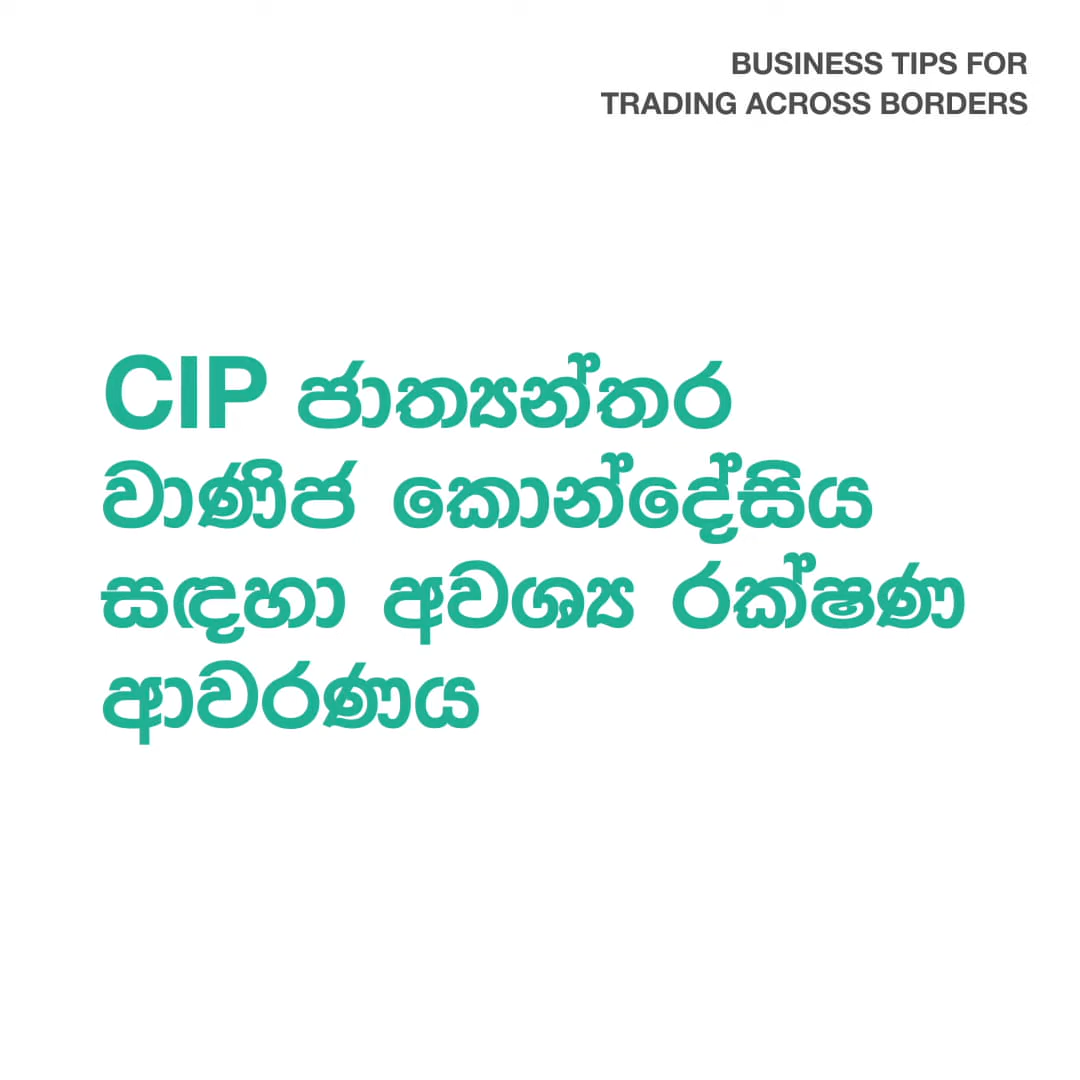 BUSINESS TIPS FOR
TRADING ACROSS BORDERS
CIP ජාත්‍යන්තර
වාණිජ කොන්දේසිය
සඳහා අවශ්‍ය රක්ෂණ
ආවරණය